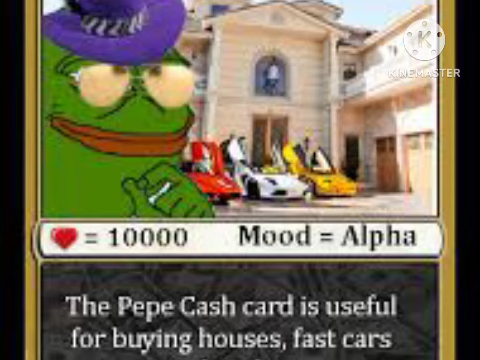 KINEMASTER
= 10000 Mood = Alpha
The Pepe Cash card is useful
for buying houses, fast cars